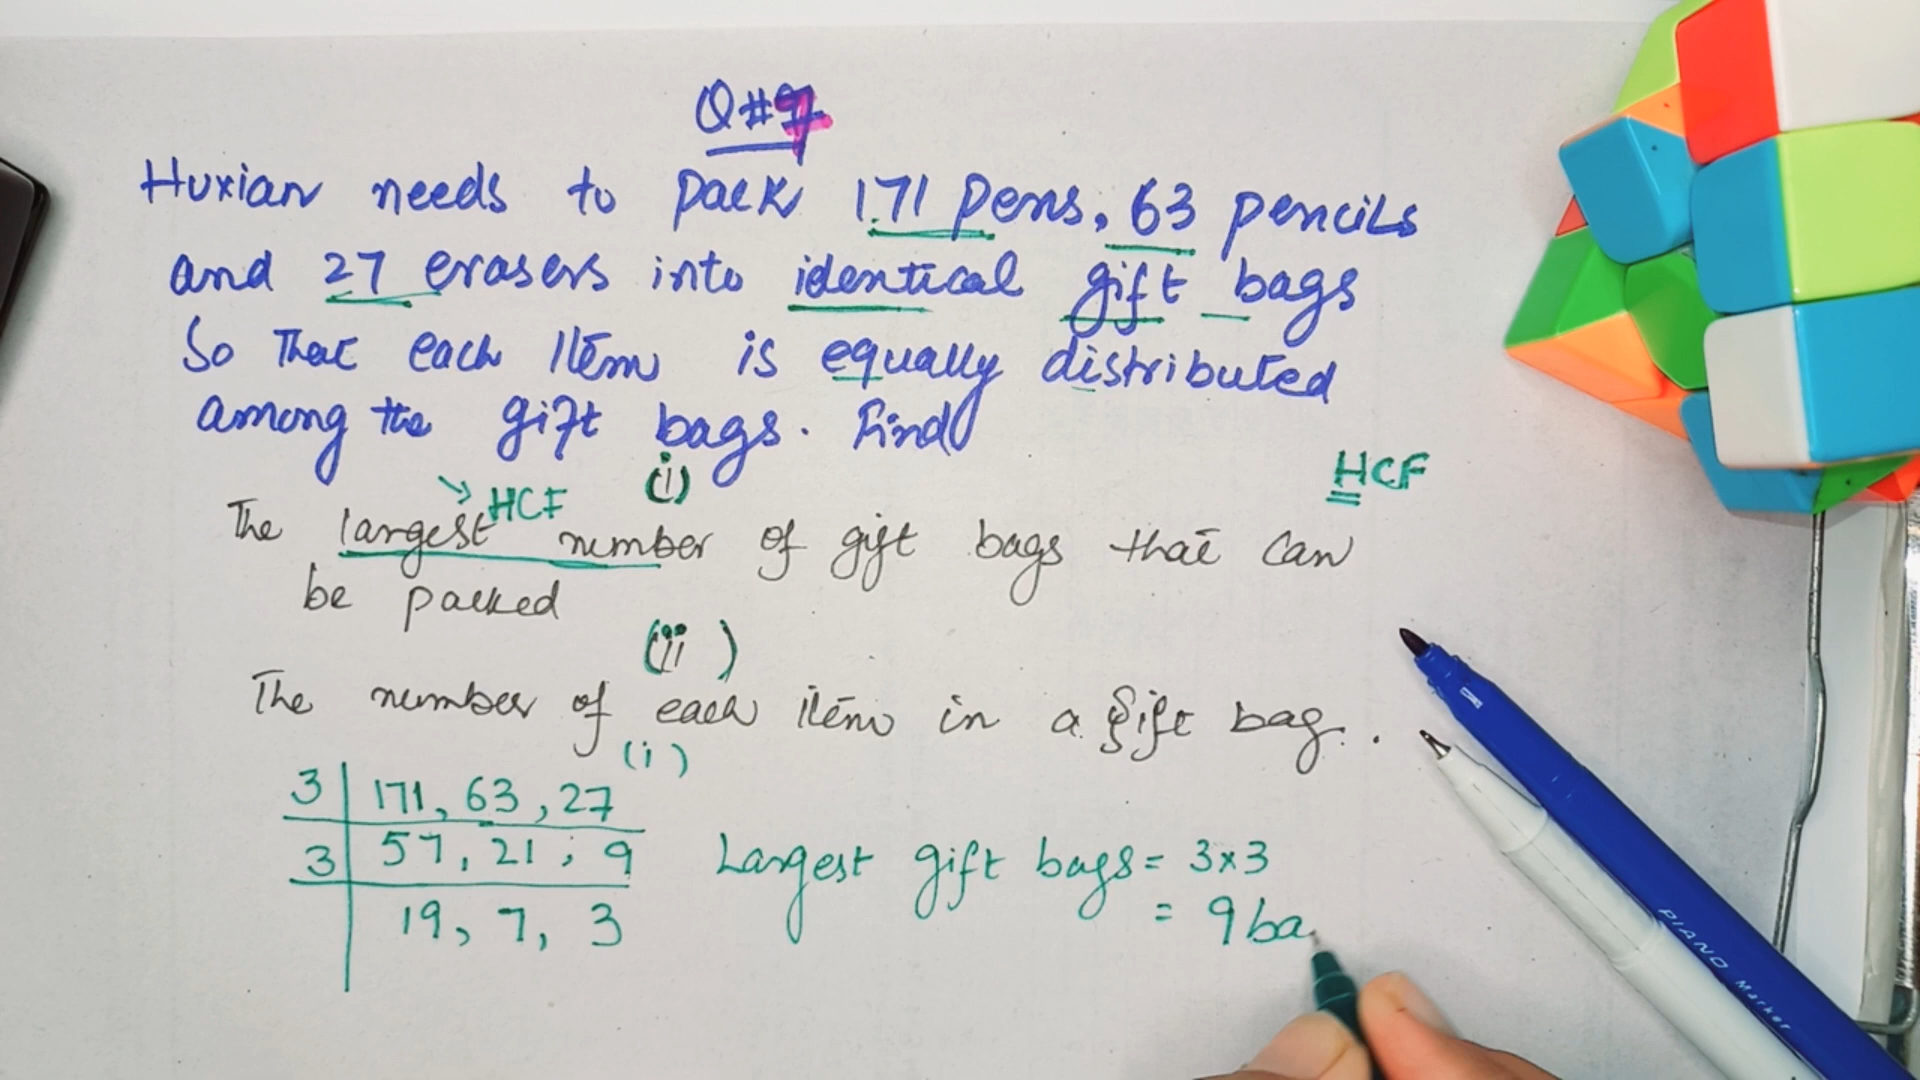 Q#7
Huxian needs to pack 171 pens, 63 pencils
and 27 erasers into identical gift bags
So that each item is equally distributed
among the gift bags. Find
(i)
HCF
HCF
The largest number of gift bags that can
be packed
(ii)
The number of each item in a gift bag.
(i)
3 171, 63, 27
3 57, 21, 9
19, 7, 3
Largest gift bags = 3x3
= 9 ba
PIANO Marker